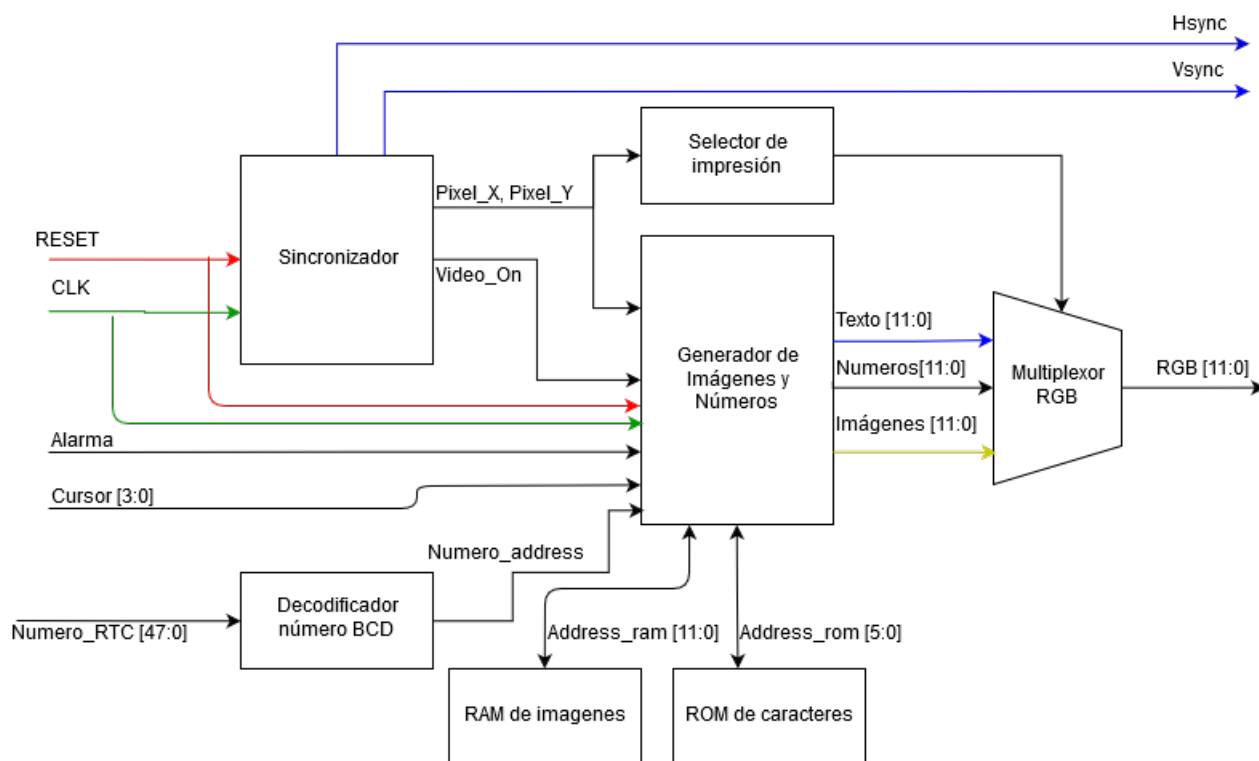 Hsync
Vsync
Selector de
impresión
Pixel_X, Pixel_Y
RESET
Sincronizador
Video_On
CLK
Texto [11:0]
Generador de
Imágenes y
Números
Numeros[11:0]
Multiplexor
RGB
RGB [11:0]
Imágenes [11:0]
Alarma
Cursor [3:0]
Numero_address
Decodificador
número BCD
Numero_RTC [47:0]
Address_ram [11:0]
Address_rom [5:0]
RAM de imagenes
ROM de caracteres